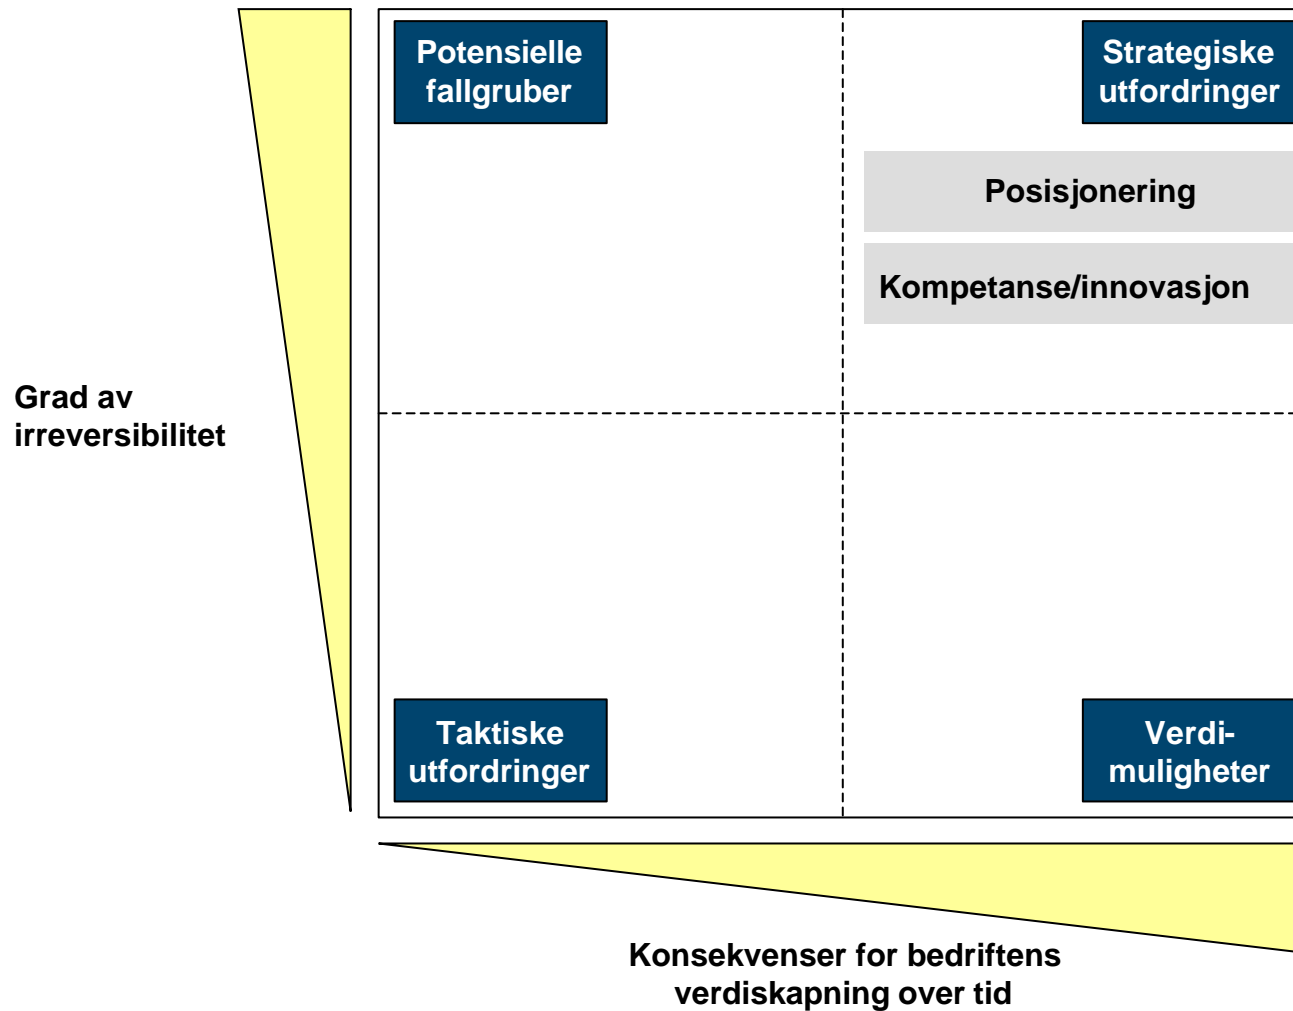 Potensielle
fallgruber
Strategiske
utfordringer
Posisjonering
Kompetanse/innovasjon
Grad av
irreversibilitet
Taktiske
utfordringer
Verdi-
muligheter
Konsekvenser for bedriftens
verdiskapning over tid